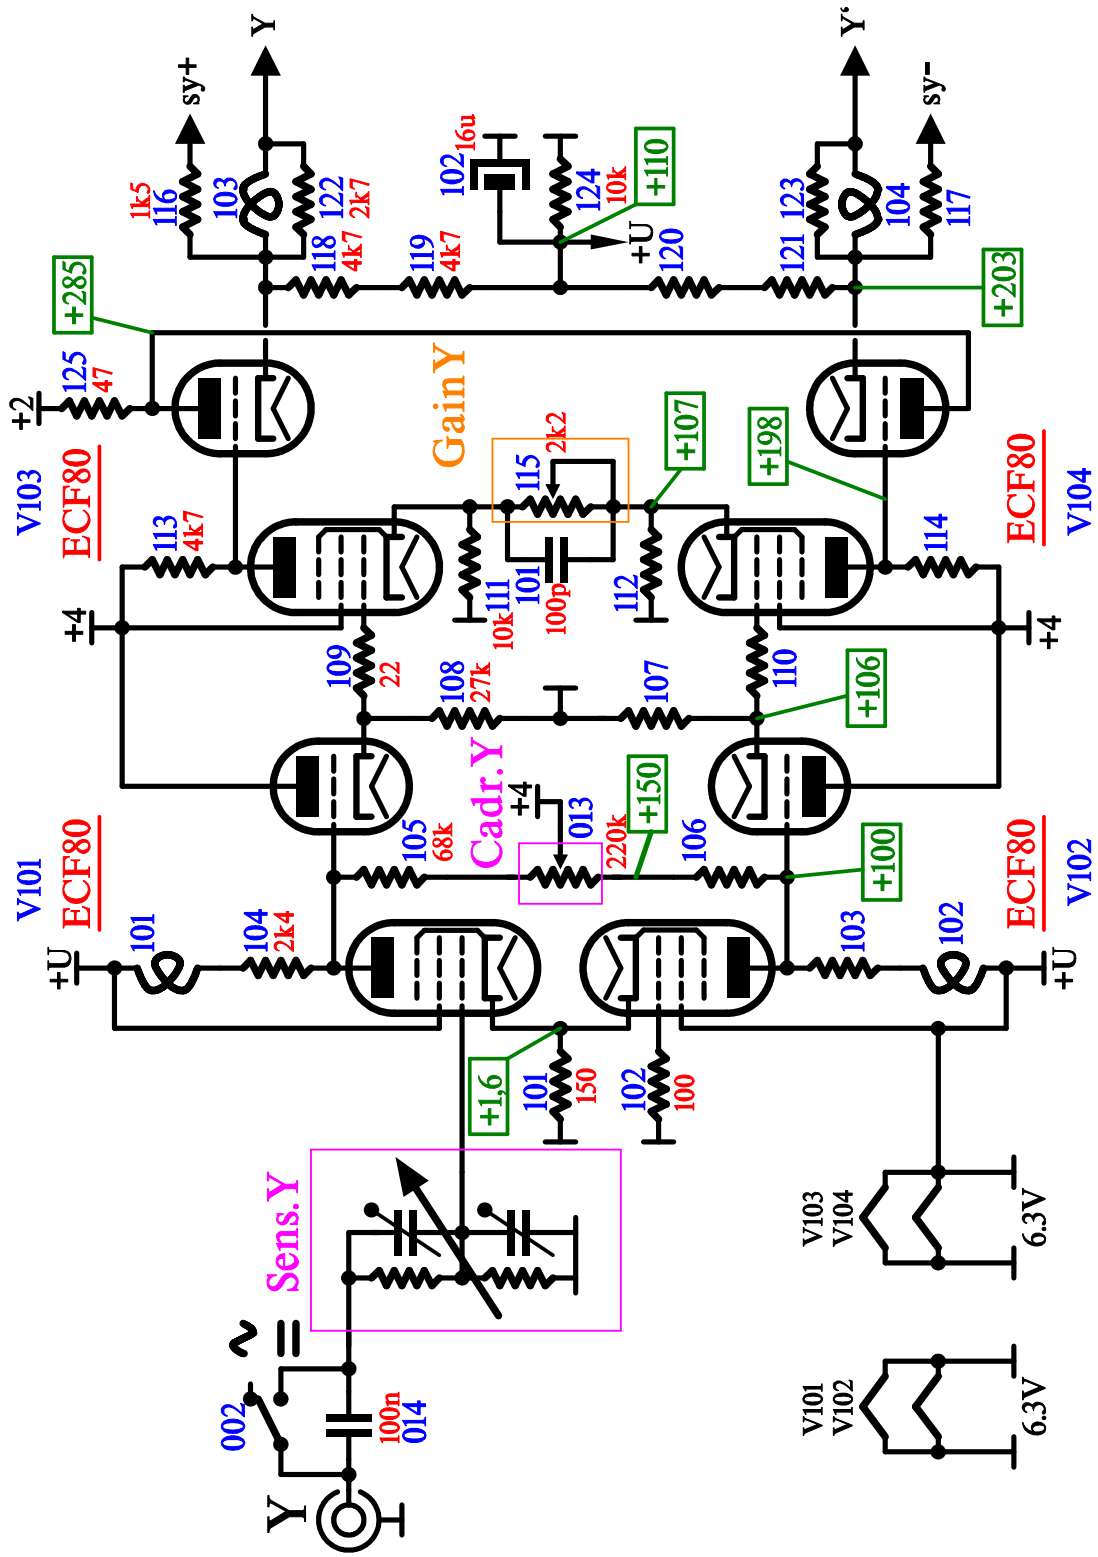 Y
002
100n
014
Sens.Y
+U
101
104
2k4
V101
ECF80
105
68k
Cadr.Y
+4
013
220k
+150
106
+100
V102
ECF80
103
102
+U
+1,6
101
150
102
100
+4
109
22
108
27k
107
110
+106
+4
V103
ECF80
113
4k7
111
10k
101
100p
112
Gain Y
115
2k2
+107
+198
114
ECF80
V104
+2
125
47
+285
118
4k7
119
4k7
120
121
+203
+U
+110
1k5
116
103
122
2k7
102
16u
124
10k
123
104
117
sy+
Y
Y'
sy-
V101
V102
6.3V
V103
V104
6.3V